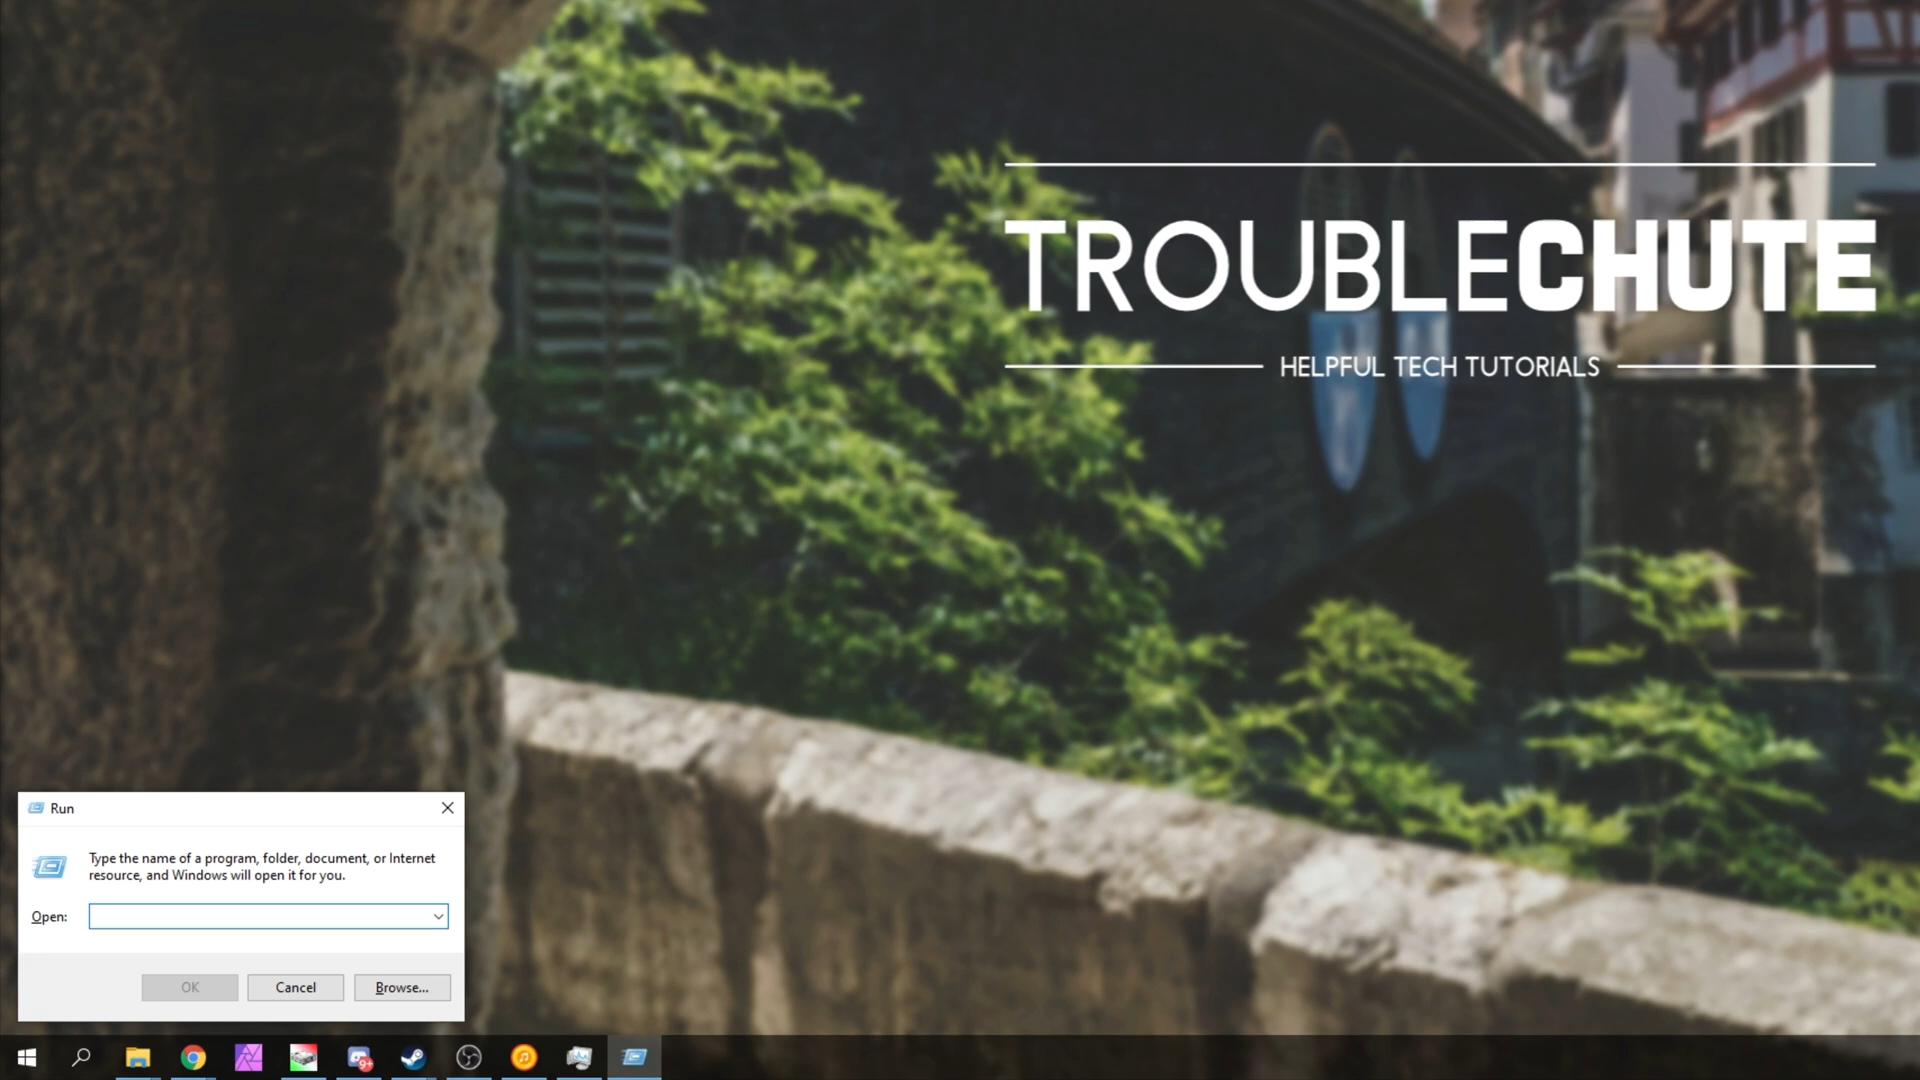 TROUBLECHUTE
HELPFUL TECH TUTORIALS
Run
Type the name of a program, folder, document, or Internet
resource, and Windows will open it for you.
Open:
OK
Cancel
Browse...
9+